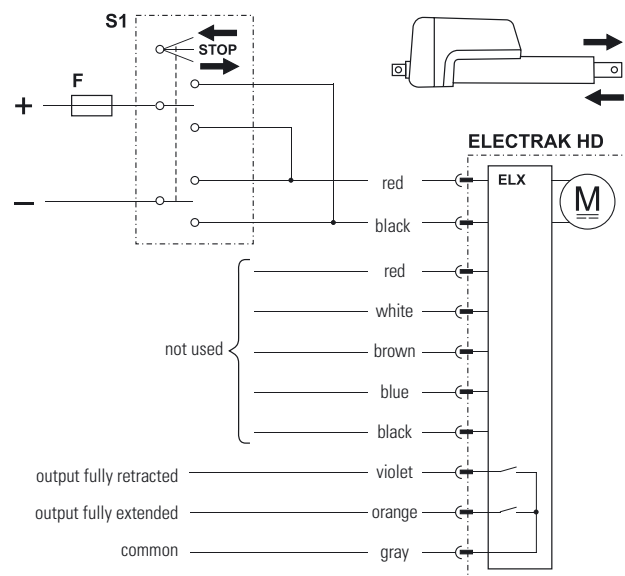 S1
STOP
F
+
–
ELECTRAK HD
ELX
M
red
black
red
white
not used
brown
blue
black
output fully retracted violet
output fully extended orange
common gray